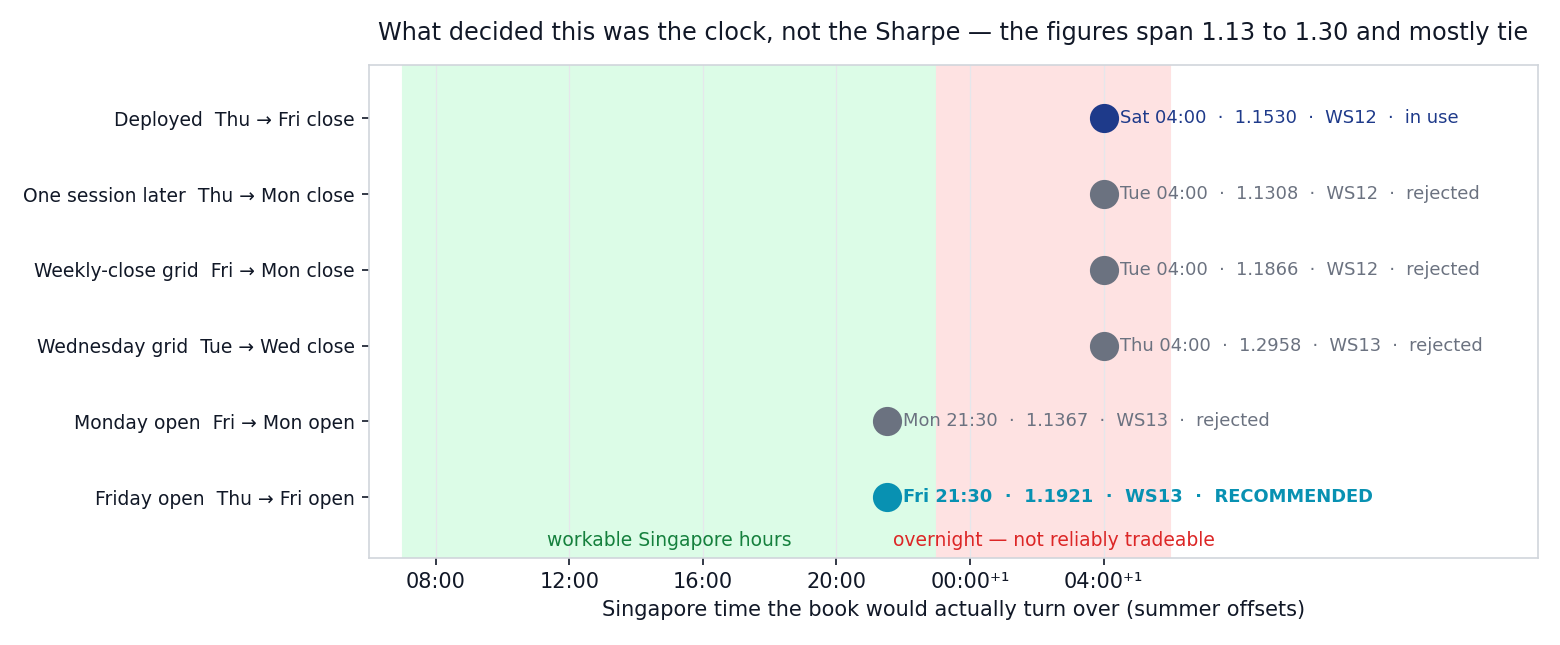 What decided this was the clock, not the Sharpe — the figures span 1.13 to 1.30 and mostly tie
Deployed  Thu → Fri close
Sat 04:00  ·  1.1530  ·  WS12  ·  in use
One session later  Thu → Mon close
Tue 04:00  ·  1.1308  ·  WS12  ·  rejected
Weekly-close grid  Fri → Mon close
Tue 04:00  ·  1.1866  ·  WS12  ·  rejected
Wednesday grid  Tue → Wed close
Thu 04:00  ·  1.2958  ·  WS13  ·  rejected
Monday open  Fri → Mon open
Mon 21:30  ·  1.1367  ·  WS13  ·  rejected
Friday open  Thu → Fri open
Fri 21:30  ·  1.1921  ·  WS13  ·  RECOMMENDED
workable Singapore hours
overnight — not reliably tradeable
08:00
12:00
16:00
20:00
00:00⁺¹
04:00⁺¹
Singapore time the book would actually turn over (summer offsets)